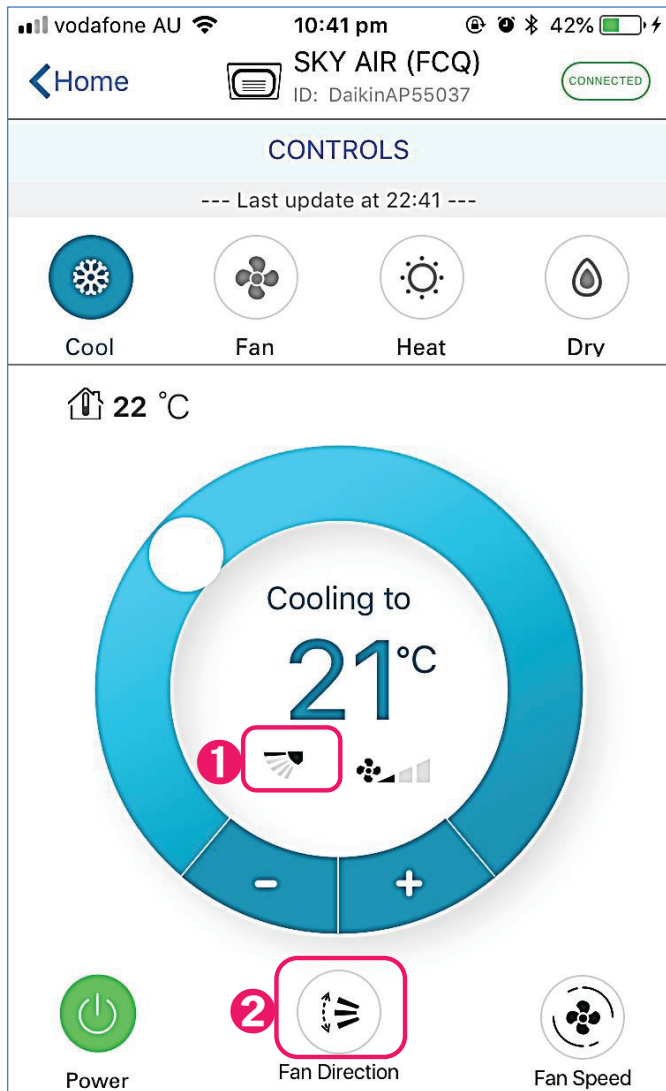 vodafone AU 10:41 pm 42%
Home SKY AIR (FCQ) CONNECTED
ID: DaikinAP55037
CONTROLS
--- Last update at 22:41 ---
Cool Fan Heat Dry
22 °C
Cooling to
21°C
1
- +
2
Power Fan Direction Fan Speed